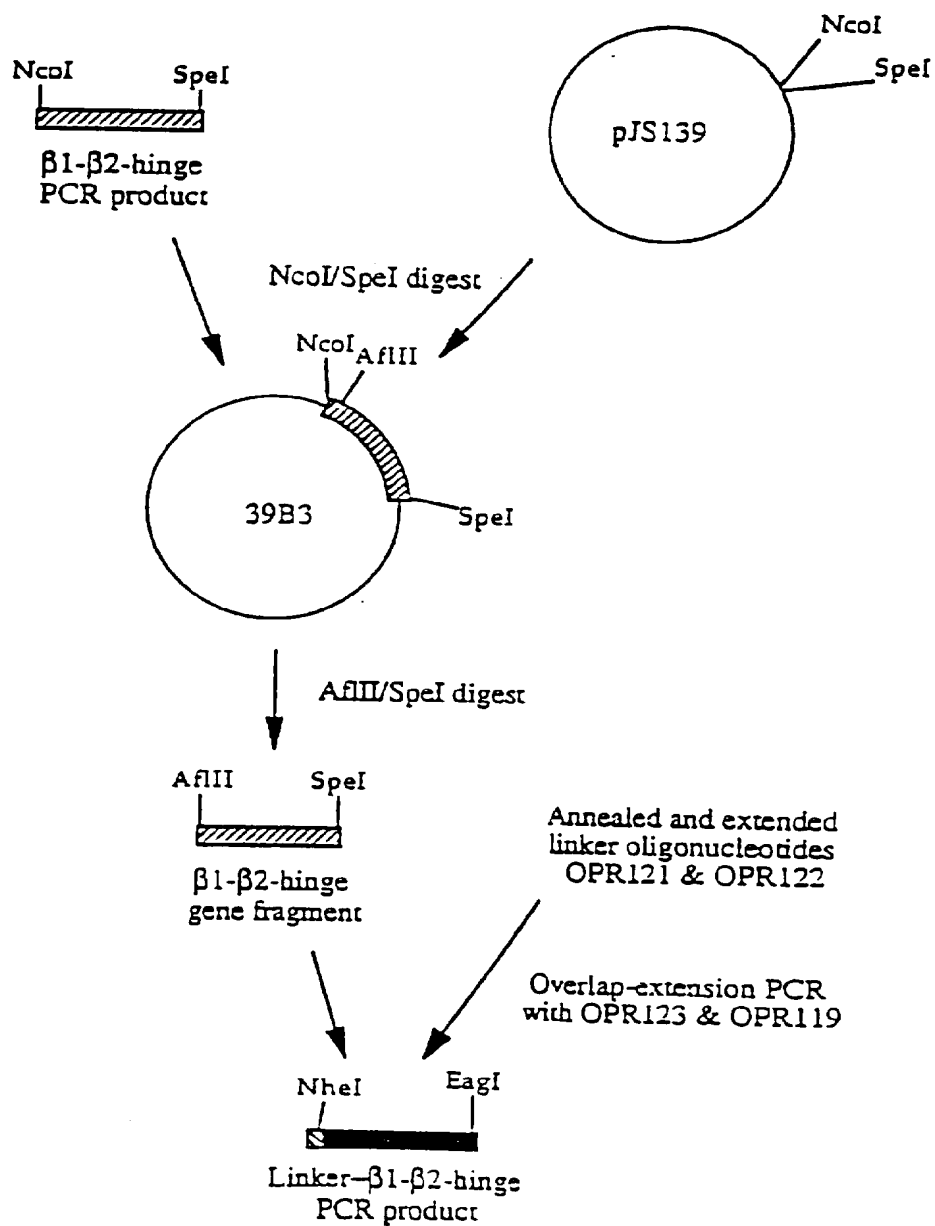 NcoI
SpeI
NcoI
SpeI
β1-β2-hinge
PCR product
pJS139
NcoI/SpeI digest
NcoI
AflII
SpeI
39B3
AflII/SpeI digest
AflII
SpeI
β1-β2-hinge
gene fragment
Annealed and extended
linker oligonucleotides
OPR121 & OPR122
Overlap-extension PCR
with OPR123 & OPR119
NheI
EagI
Linker–β1-β2-hinge
PCR product